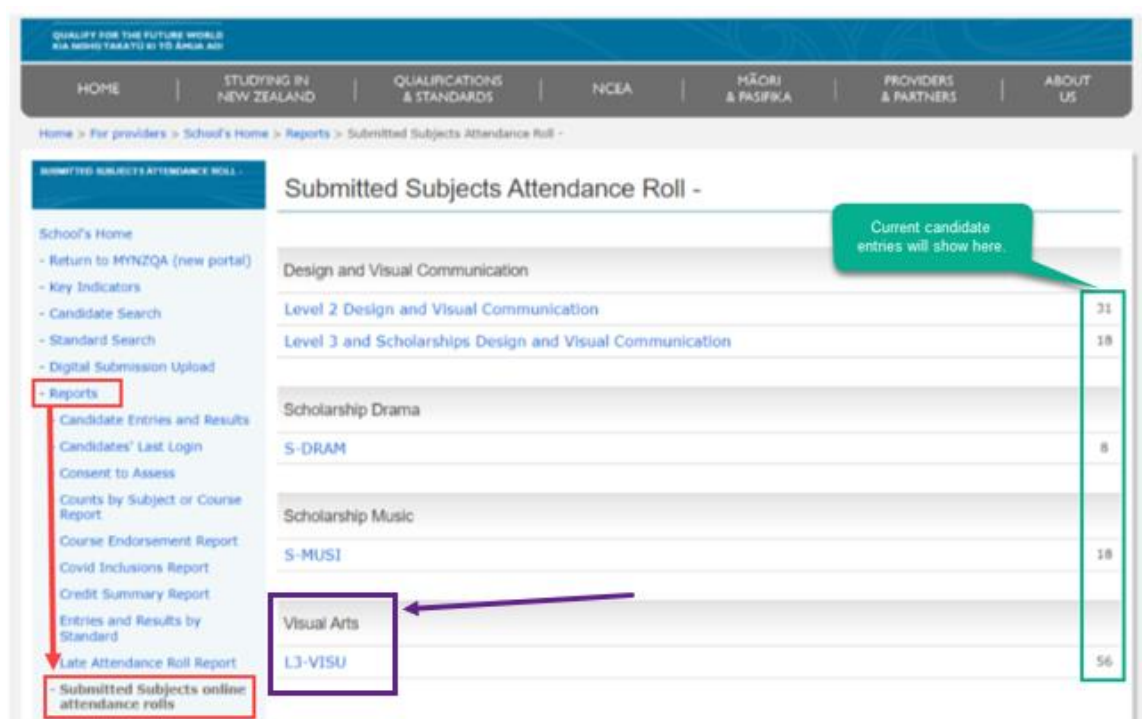 QUALIFY FOR THE FUTURE WORLD
KIA NOHO TAKATŪ KI TŌ ĀMUA AO!
HOME
STUDYING IN
NEW ZEALAND
QUALIFICATIONS
& STANDARDS
NCEA
MĀORI
& PASIFIKA
PROVIDERS
& PARTNERS
ABOUT
US
Home > For providers > School's Home > Reports > Submitted Subjects Attendance Roll -
SUBMITTED SUBJECTS ATTENDANCE ROLL -
School's Home
- Return to MYNZQA (new portal)
- Key Indicators
- Candidate Search
- Standard Search
- Digital Submission Upload
- Reports
- Candidate Entries and Results
- Candidates' Last Login
- Consent to Assess
- Counts by Subject or Course
Report
- Course Endorsement Report
- Covid Inclusions Report
- Credit Summary Report
- Entries and Results by
Standard
- Late Attendance Roll Report
- Submitted Subjects online
attendance rolls
Submitted Subjects Attendance Roll -
Current candidate
entries will show here.
Design and Visual Communication
Level 2 Design and Visual Communication 31
Level 3 and Scholarships Design and Visual Communication 18
Scholarship Drama
S-DRAM 8
Scholarship Music
S-MUSI 18
Visual Arts
L3-VISU 56